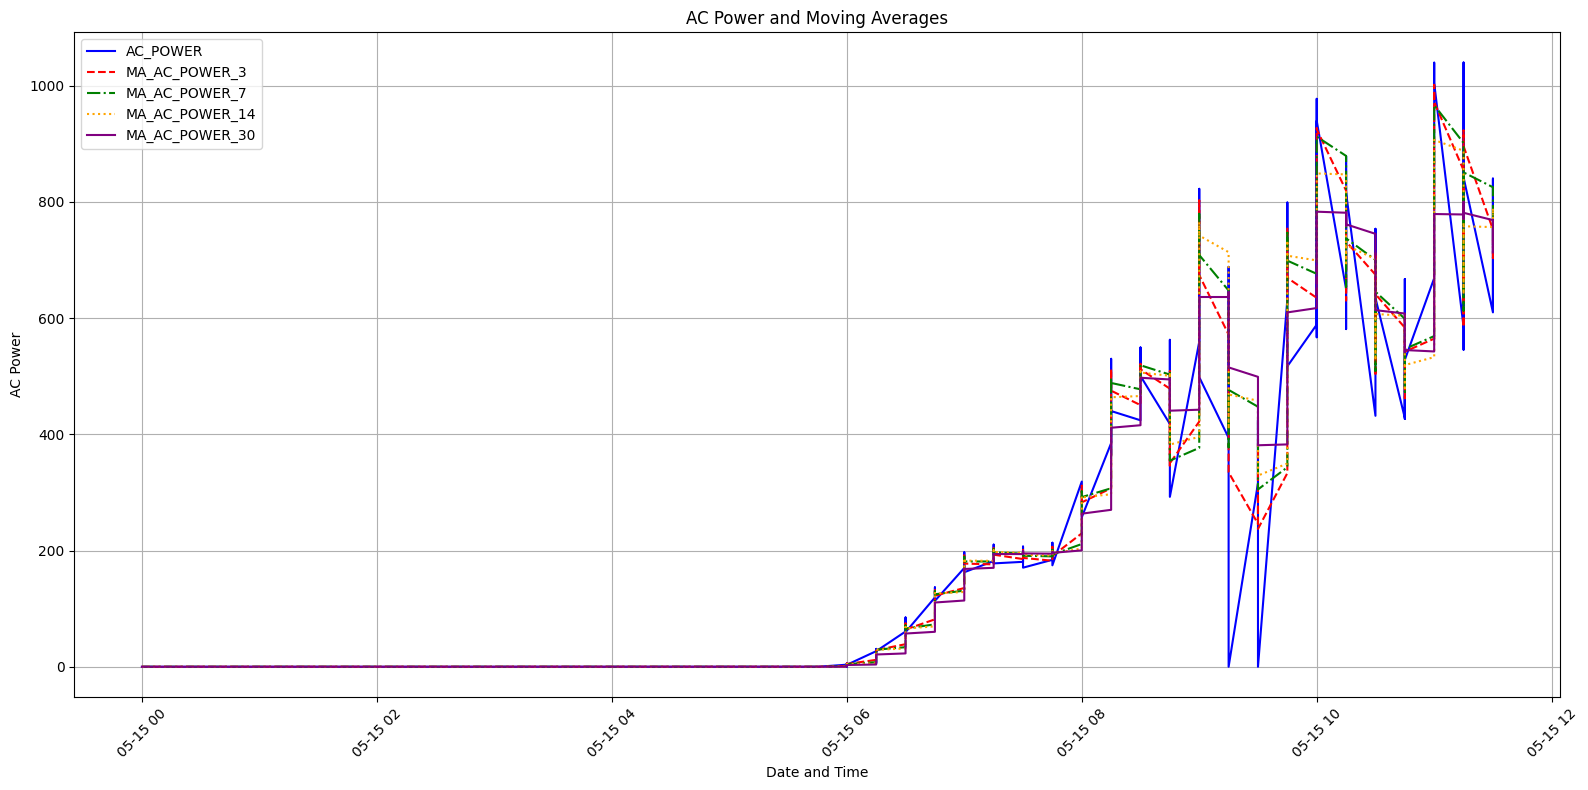 AC Power and Moving Averages
AC_POWER
MA_AC_POWER_3
MA_AC_POWER_7
MA_AC_POWER_14
MA_AC_POWER_30
AC Power
1000
800
600
400
200
0
05-15 00
05-15 02
05-15 04
05-15 06
05-15 08
05-15 10
05-15 12
Date and Time